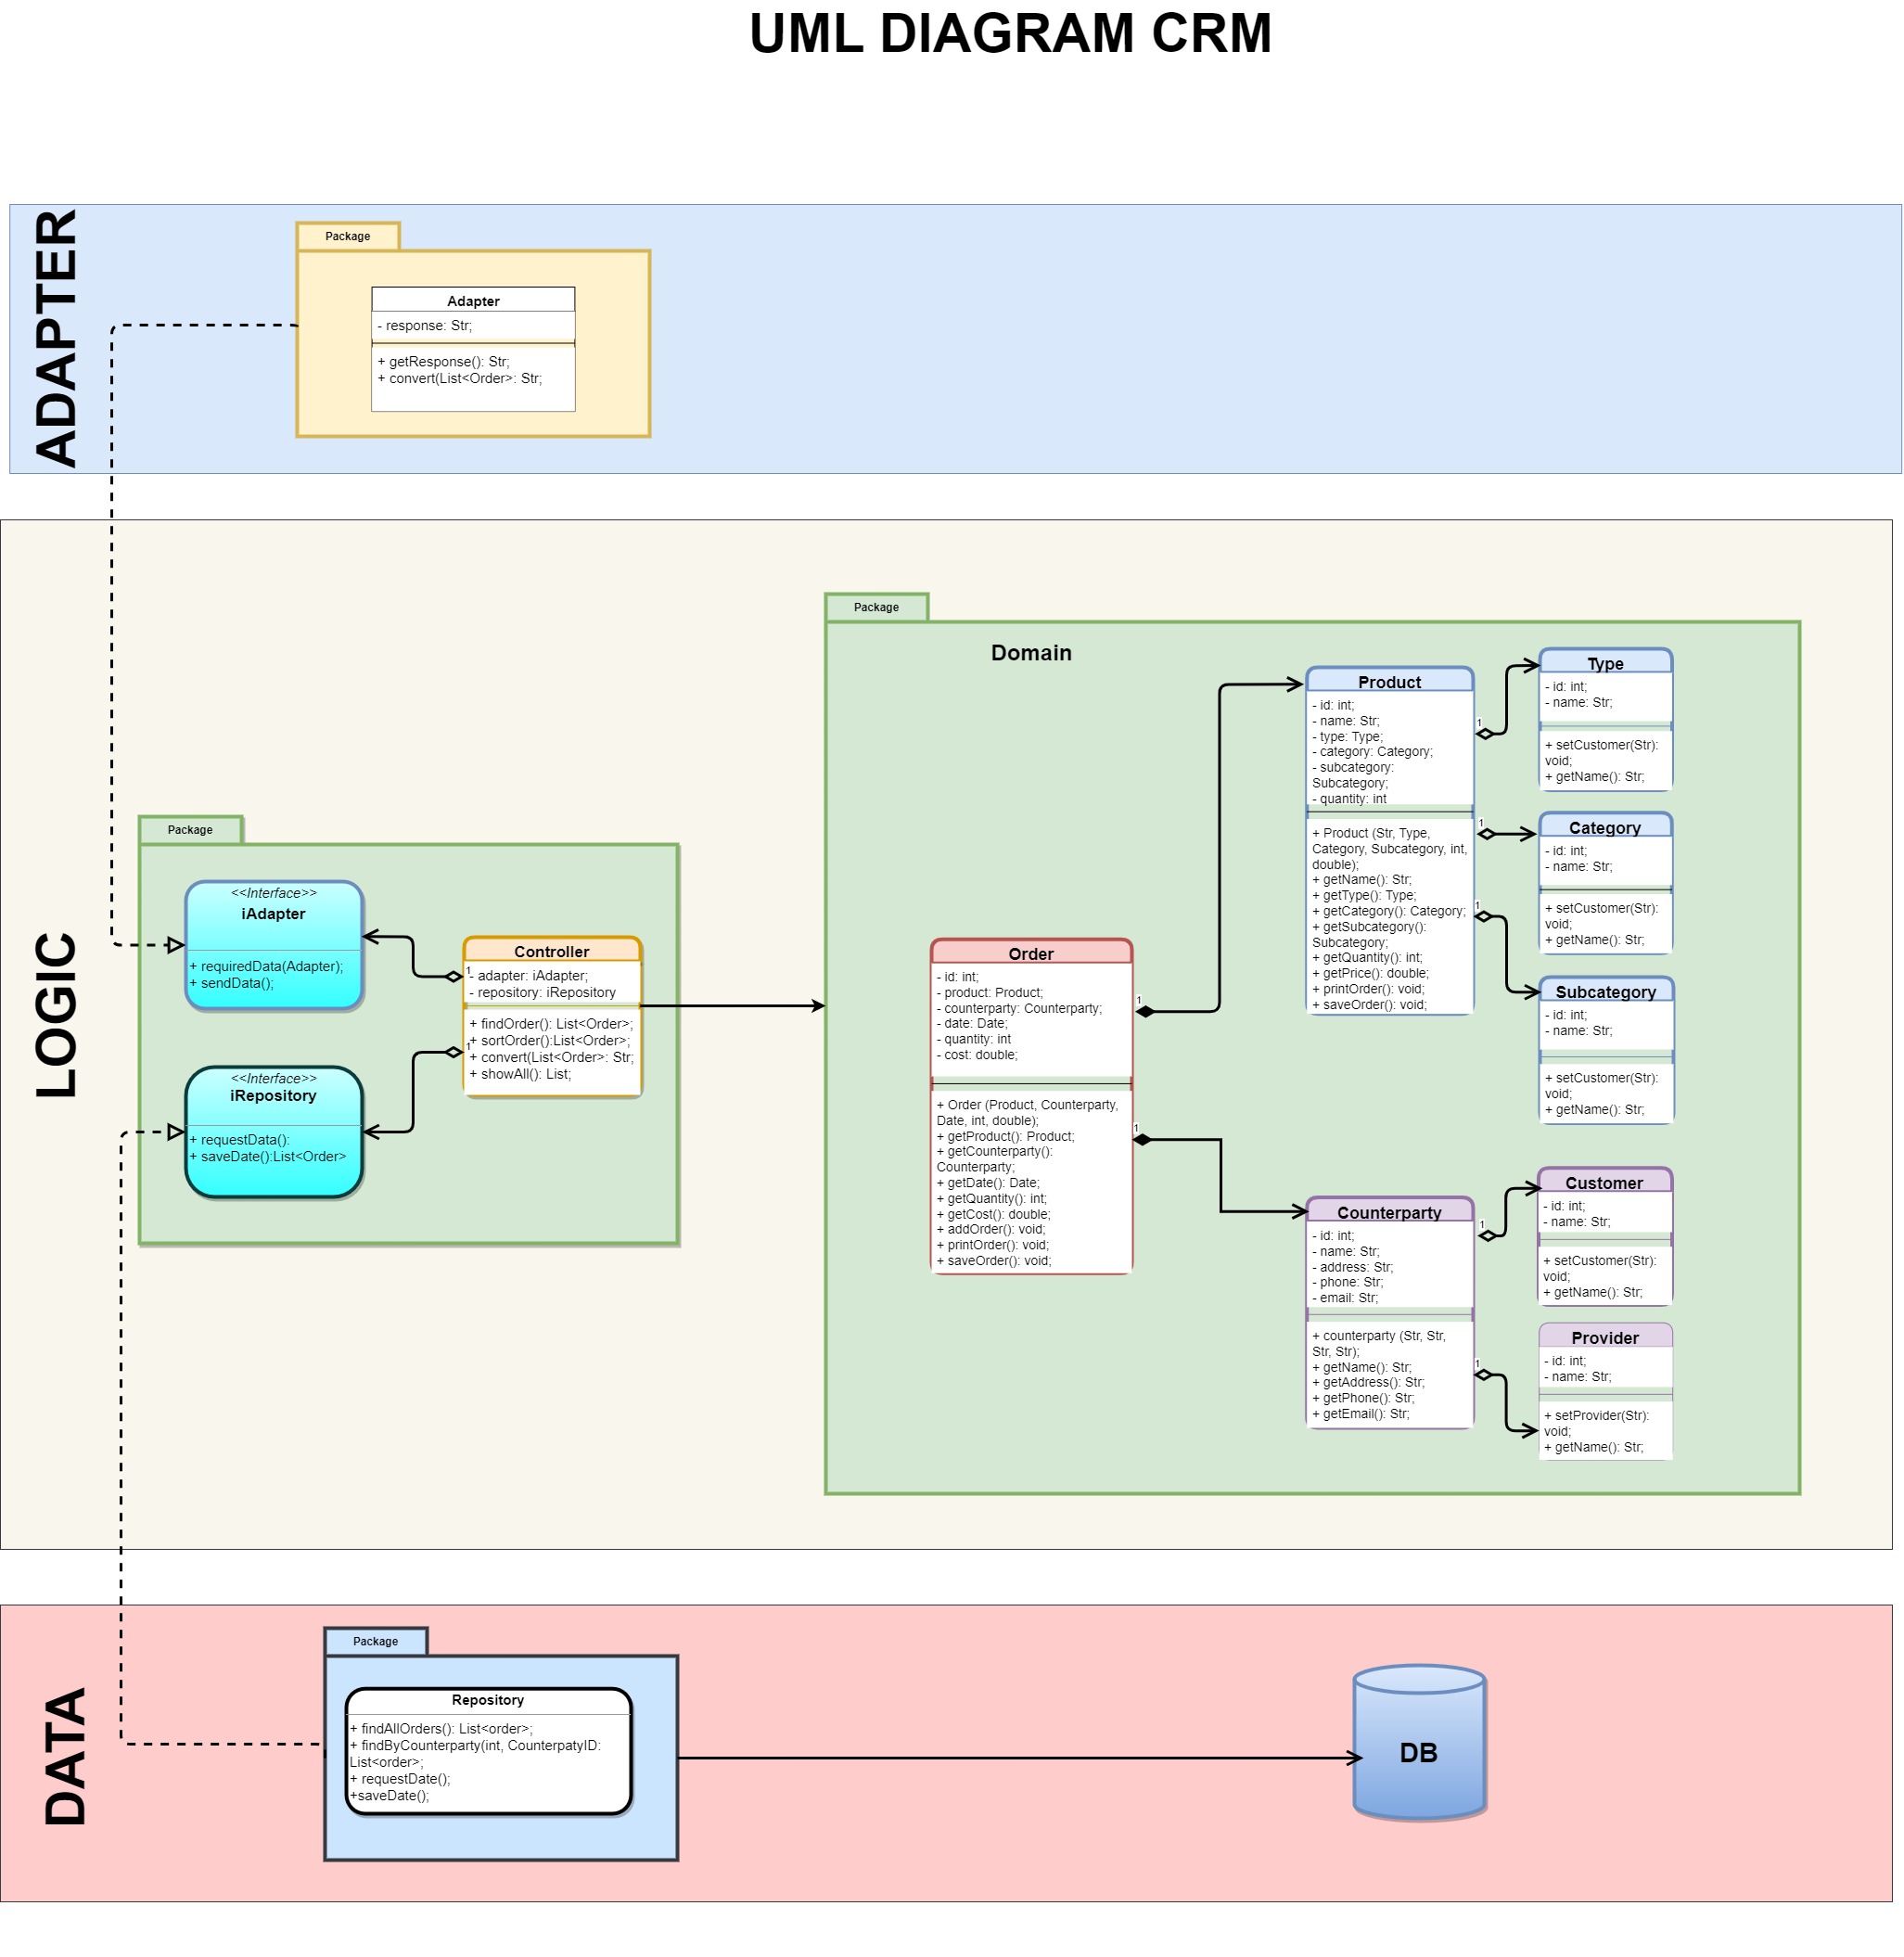 UML DIAGRAM CRM
ADAPTER
Package
Adapter
- response: Str;
+ getResponse(): Str;
+ convert(List<Order>: Str;
LOGIC
Package
<<Interface>>
iAdapter
+ requiredData(Adapter);
+ sendData();
<<Interface>>
iRepository
+ requestData():
+ saveDate():List<Order>
Controller
1
- adapter: iAdapter;
- repository: iRepository
+ findOrder(): List<Order>;
+ sortOrder():List<Order>;
1
+ convert(List<Order>: Str;
+ showAll(): List;
Package
Domain
Order
- id: int;
- product: Product;
- counterparty: Counterparty;
- date: Date;
- quantity: int
- cost: double;
+ Order (Product, Counterparty,
Date, int, double);
+ getProduct(): Product;
+ getCounterparty():
Counterparty;
+ getDate(): Date;
+ getQuantity(): int;
+ getCost(): double;
+ addOrder(): void;
+ printOrder(): void;
+ saveOrder(): void;
1
1
Product
- id: int;
- name: Str;
- type: Type;
- category: Category;
- subcategory:
Subcategory;
- quantity: int
+ Product (Str, Type,
Category, Subcategory, int,
double);
+ getName(): Str;
+ getType(): Type;
+ getCategory(): Category;
+ getSubcategory():
Subcategory;
+ getQuantity(): int;
+ getPrice(): double;
+ printOrder(): void;
+ saveOrder(): void;
1
1
1
Type
- id: int;
- name: Str;
+ setCustomer(Str):
void;
+ getName(): Str;
Category
- id: int;
- name: Str;
+ setCustomer(Str):
void;
+ getName(): Str;
Subcategory
- id: int;
- name: Str;
+ setCustomer(Str):
void;
+ getName(): Str;
Counterparty
- id: int;
- name: Str;
- address: Str;
- phone: Str;
- email: Str;
+ counterparty (Str, Str,
Str, Str);
+ getName(): Str;
+ getAddress(): Str;
+ getPhone(): Str;
+ getEmail(): Str;
1
1
Customer
- id: int;
- name: Str;
+ setCustomer(Str):
void;
+ getName(): Str;
Provider
- id: int;
- name: Str;
+ setProvider(Str):
void;
+ getName(): Str;
DATA
Package
Repository
+ findAllOrders(): List<order>;
+ findByCounterparty(int, CounterpatyID:
List<order>;
+ requestDate();
+saveDate();
DB